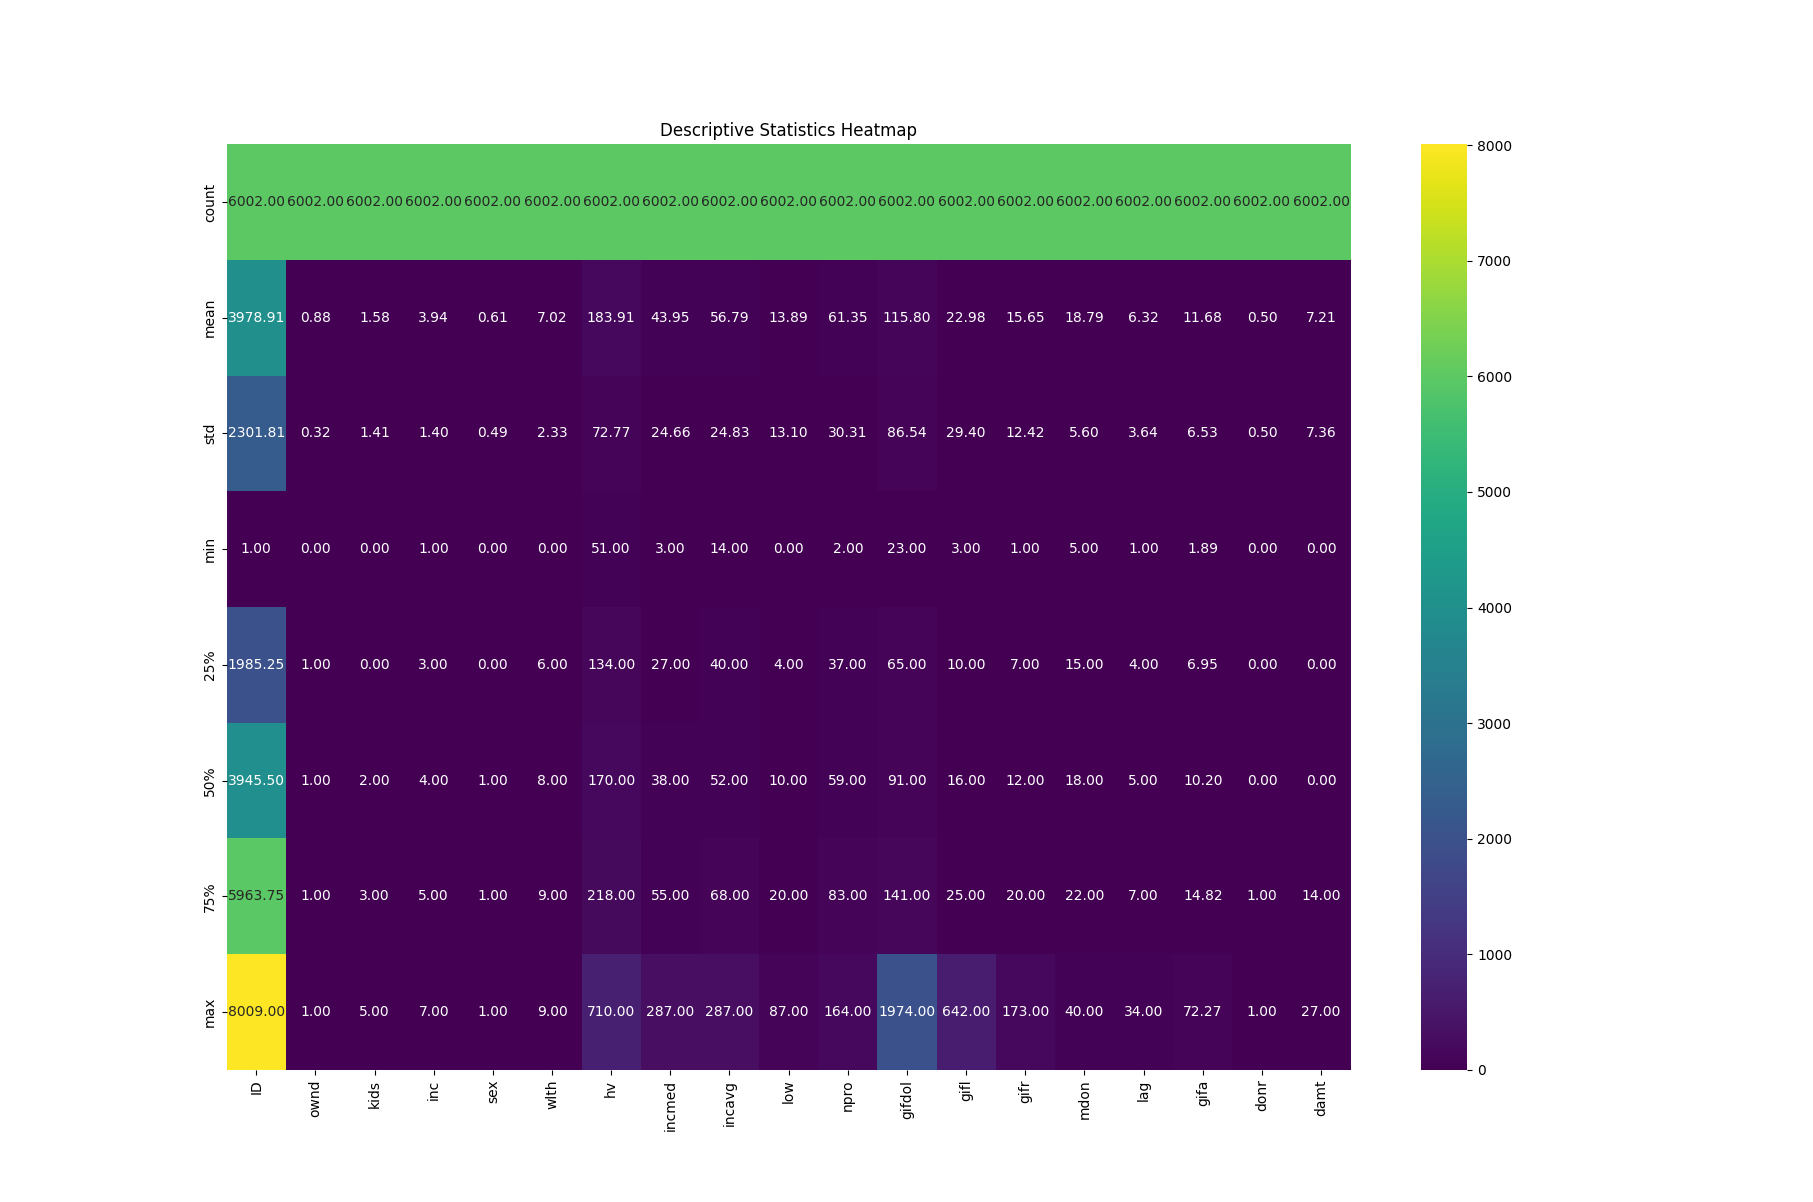 Descriptive Statistics Heatmap
count 6002.00 6002.00 6002.00 6002.00 6002.00 6002.00 6002.00 6002.00 6002.00 6002.00 6002.00 6002.00 6002.00 6002.00 6002.00 6002.00 6002.00 6002.00 6002.00
mean 3978.91 0.88 1.58 3.94 0.61 7.02 183.91 43.95 56.79 13.89 61.35 115.80 22.98 15.65 18.79 6.32 11.68 0.50 7.21
std 2301.81 0.32 1.41 1.40 0.49 2.33 72.77 24.66 24.83 13.10 30.31 86.54 29.40 12.42 5.60 3.64 6.53 0.50 7.36
min 1.00 0.00 0.00 1.00 0.00 0.00 51.00 3.00 14.00 0.00 2.00 23.00 3.00 1.00 5.00 1.00 1.89 0.00 0.00
25% 1985.25 1.00 0.00 3.00 0.00 6.00 134.00 27.00 40.00 4.00 37.00 65.00 10.00 7.00 15.00 4.00 6.95 0.00 0.00
50% 3945.50 1.00 2.00 4.00 1.00 8.00 170.00 38.00 52.00 10.00 59.00 91.00 16.00 12.00 18.00 5.00 10.20 0.00 0.00
75% 5963.75 1.00 3.00 5.00 1.00 9.00 218.00 55.00 68.00 20.00 83.00 141.00 25.00 20.00 22.00 7.00 14.82 1.00 14.00
max 8009.00 1.00 5.00 7.00 1.00 9.00 710.00 287.00 287.00 87.00 164.00 1974.00 642.00 173.00 40.00 34.00 72.27 1.00 27.00
ID ownd kids inc sex wlth hv incmed incavg low npro gifdol gifl gifr mdon lag gifa donr damt
8000
7000
6000
5000
4000
3000
2000
1000
0